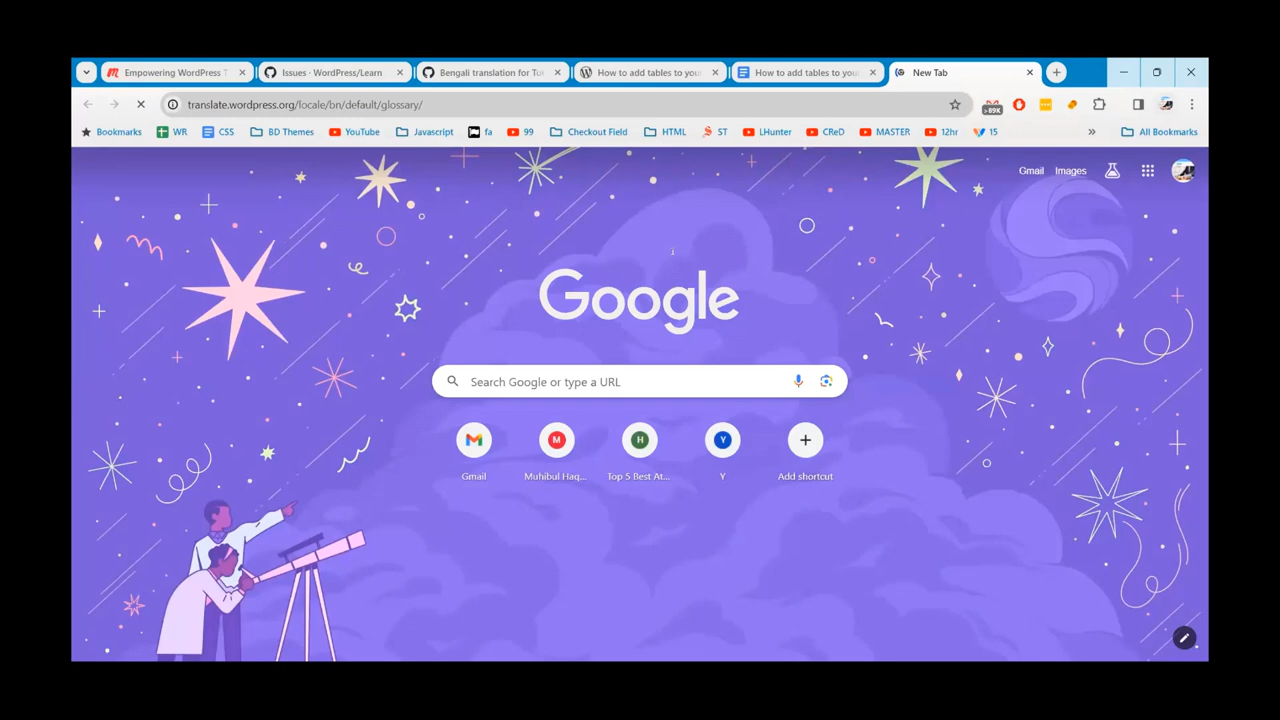 Empowering WordPress T
Issues · WordPress/Learn
Bengali translation for Tu
How to add tables to your
How to add tables to your
New Tab
translate.wordpress.org/locale/bn/default/glossary/
>89K
Bookmarks
WR
CSS
BD Themes
YouTube
Javascript
fa
99
Checkout Field
HTML
ST
LHunter
CReD
MASTER
12hr
15
All Bookmarks
Gmail
Images
Google
Search Google or type a URL
M
H
Y
Gmail
Muhibul Haq...
Top 5 Best At...
Y
Add shortcut